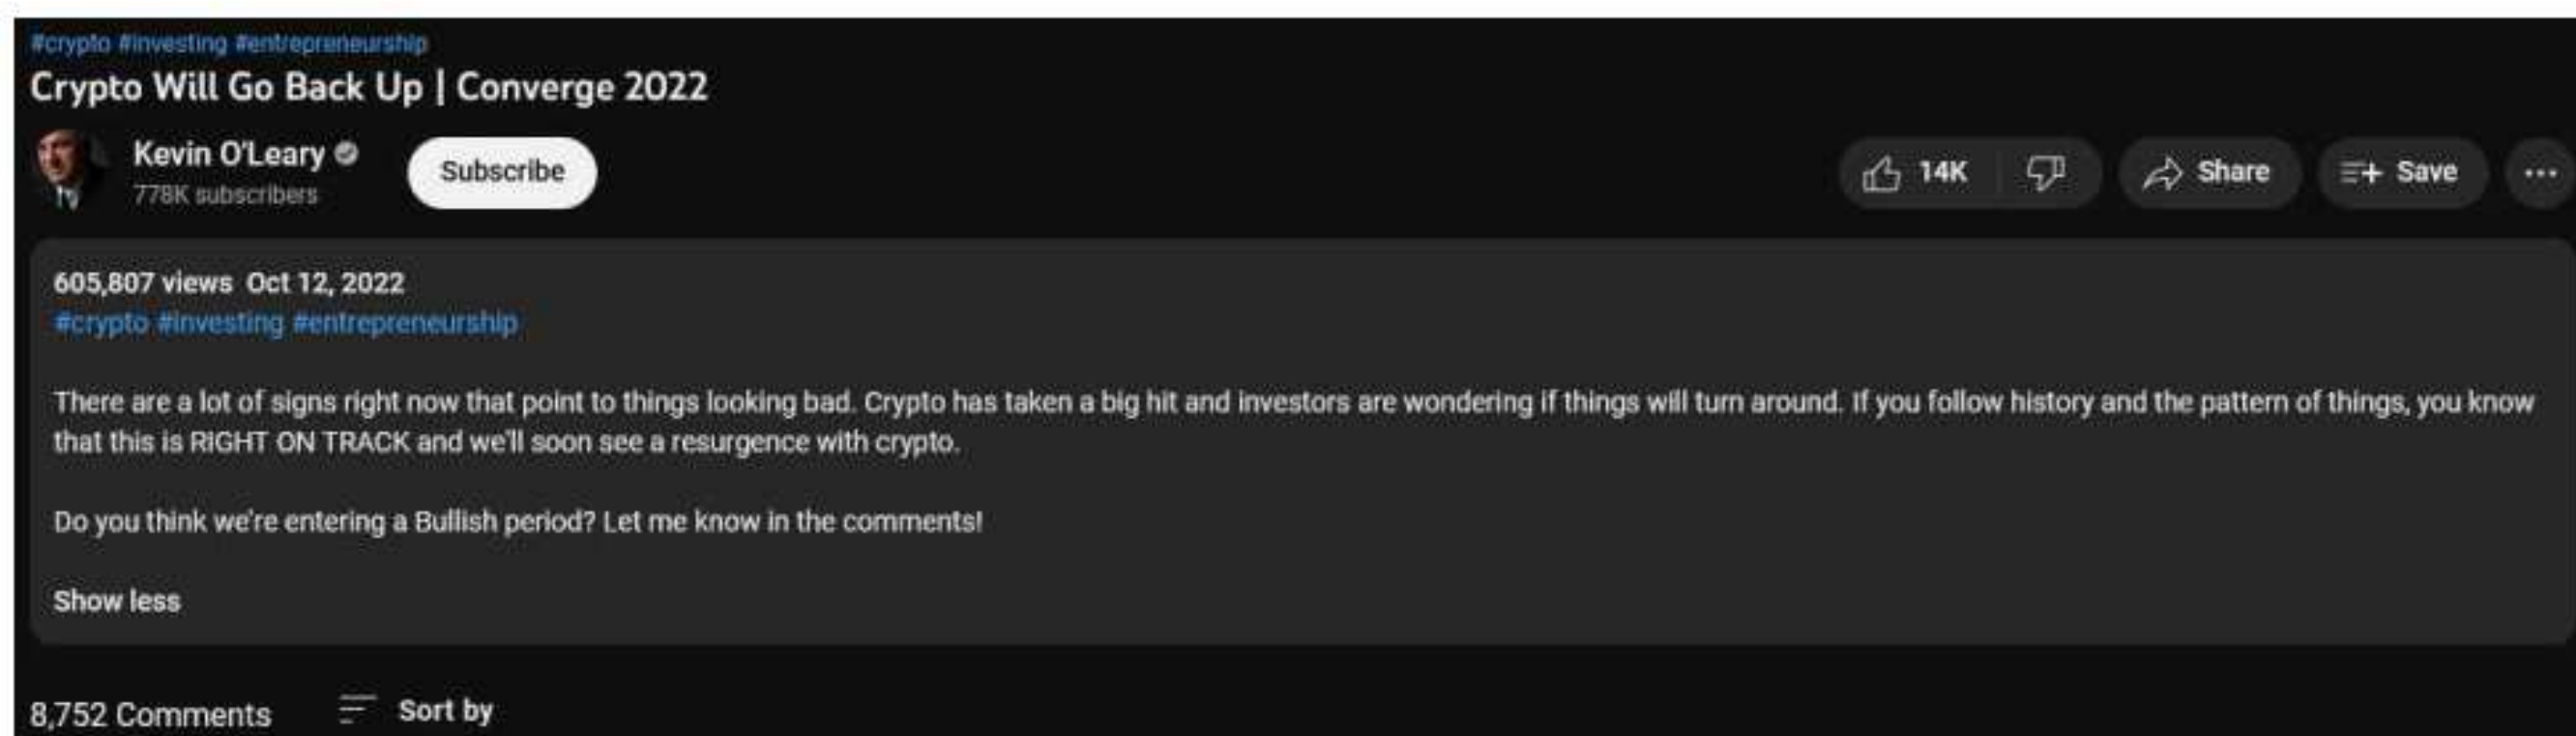 #crypto #investing #entrepreneurship
Crypto Will Go Back Up | Converge 2022
Kevin O'Leary
778K subscribers
Subscribe
14K
Share
Save
605,807 views Oct 12, 2022
#crypto #investing #entrepreneurship
There are a lot of signs right now that point to things looking bad. Crypto has taken a big hit and investors are wondering if things will turn around. If you follow history and the pattern of things, you know
that this is RIGHT ON TRACK and we'll soon see a resurgence with crypto.
Do you think we're entering a Bullish period? Let me know in the comments!
Show less
8,752 Comments
Sort by